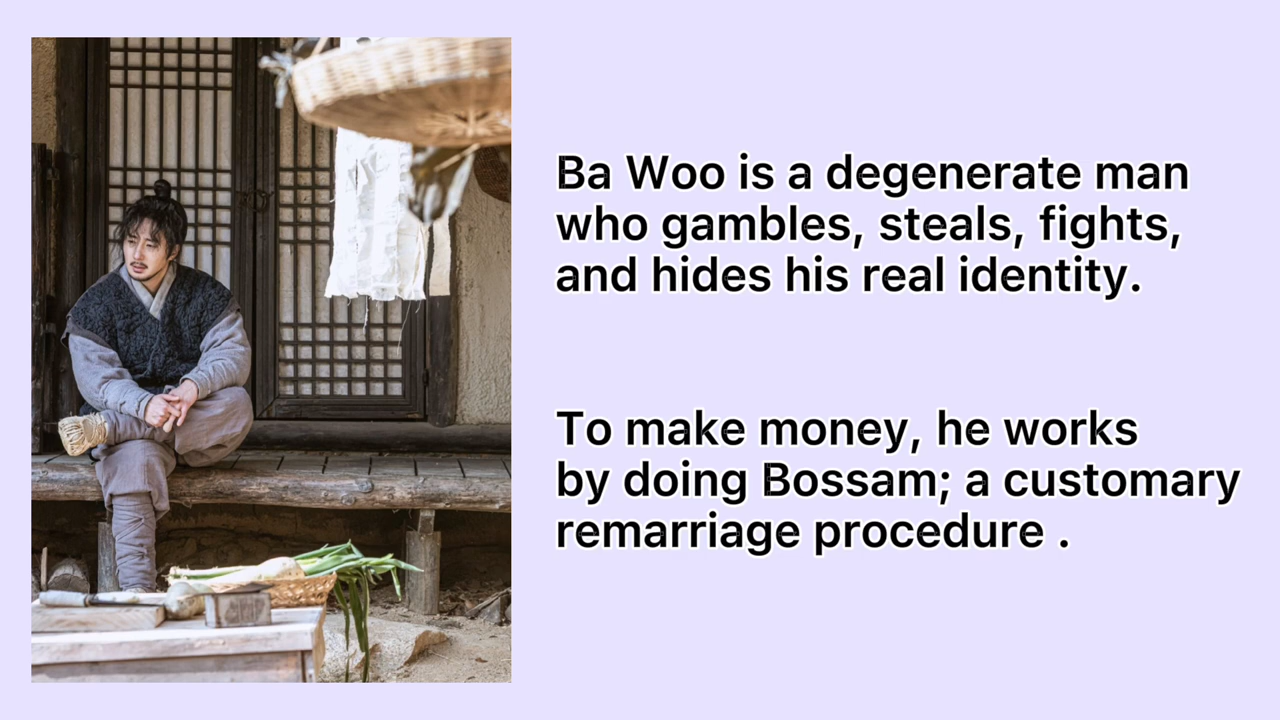 Ba Woo is a degenerate man
who gambles, steals, fights,
and hides his real identity.
To make money, he works
by doing Bossam; a customary
remarriage procedure .